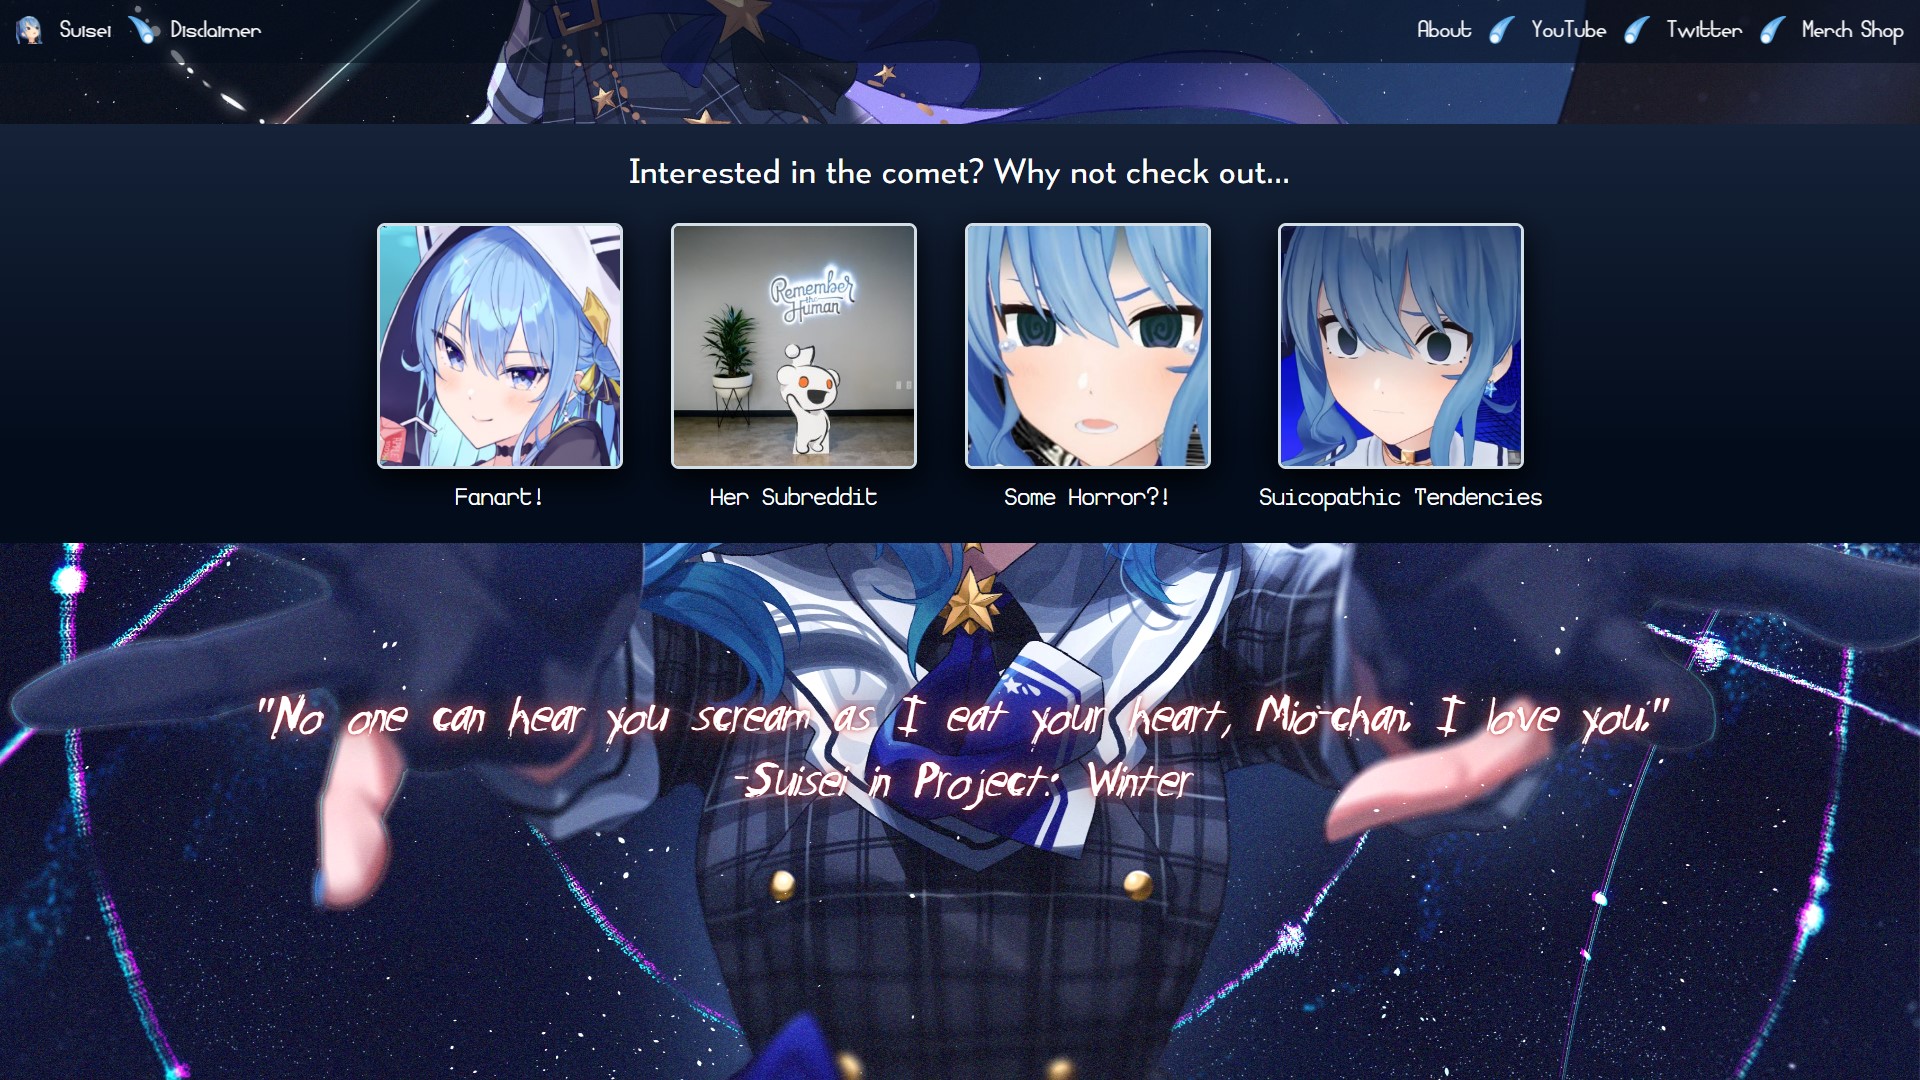 Suisei Disclaimer About YouTube Twitter Merch Shop
Interested in the comet? Why not check out...
Remember
the
Human
Fanart! Her Subreddit Some Horror?! Suicopathic Tendencies
"No one can hear you scream as I eat your heart, Mio-chan. I love you."
-Suisei in Project: Winter